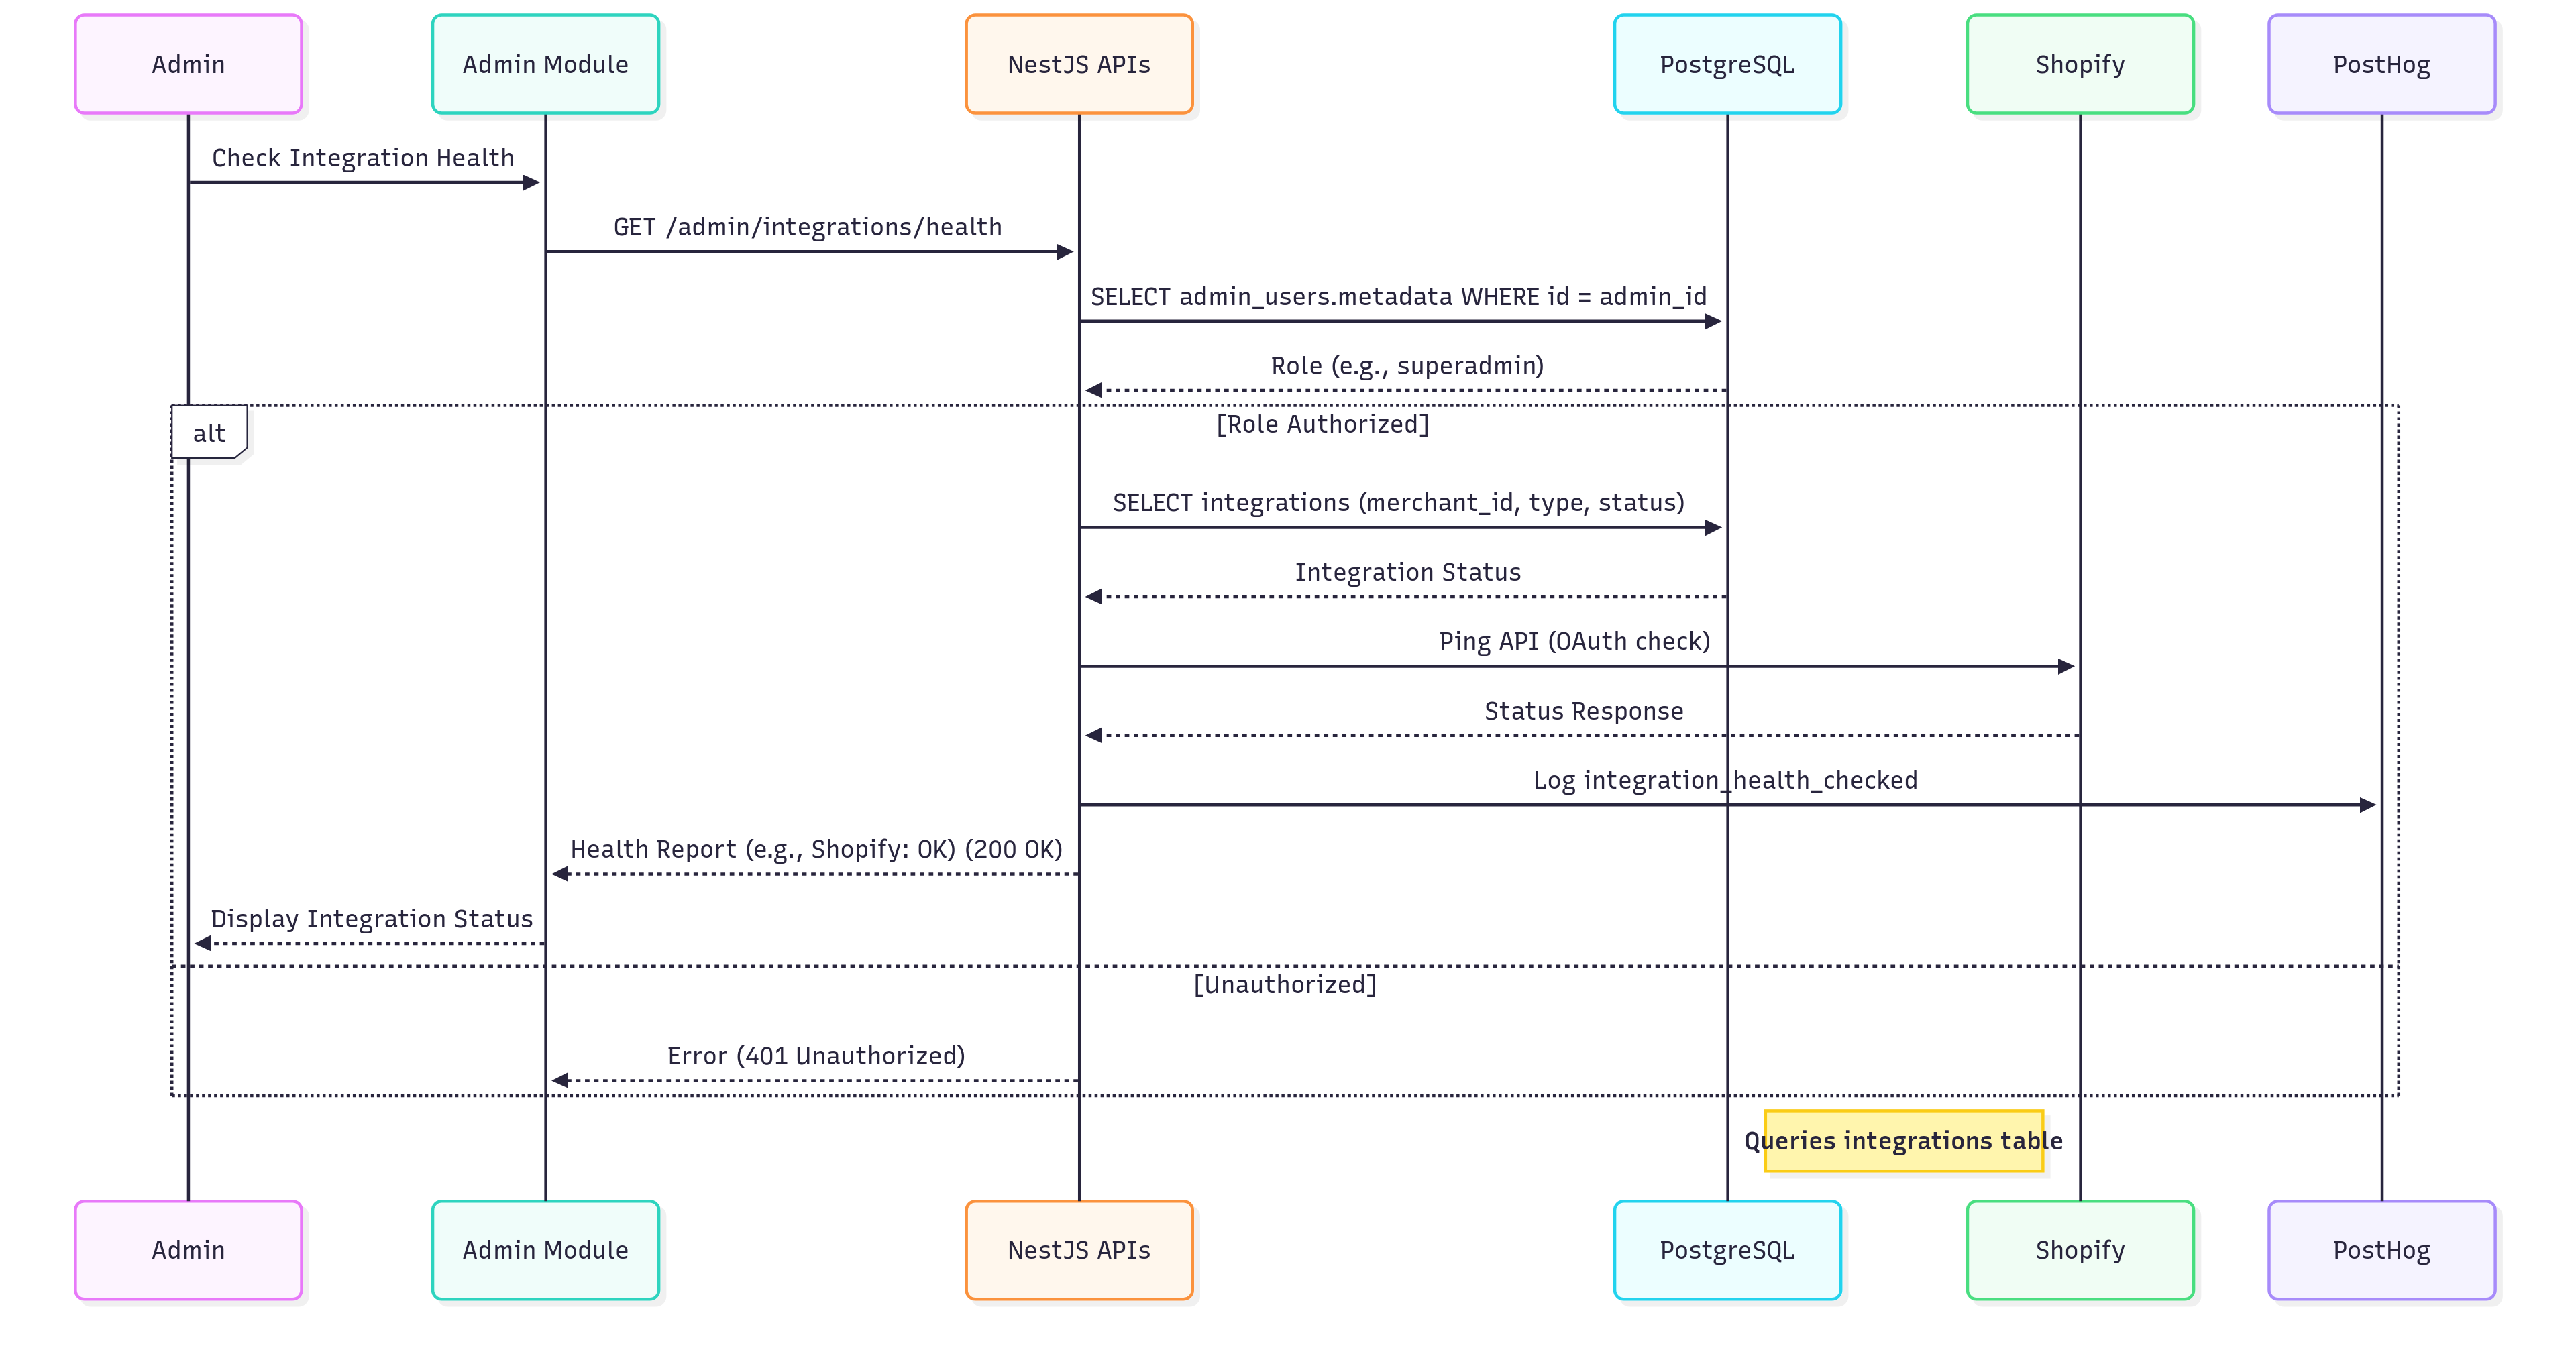 Admin
Admin Module
NestJS APIs
PostgreSQL
Shopify
PostHog
Check Integration Health
GET /admin/integrations/health
SELECT admin_users.metadata WHERE id = admin_id
Role (e.g., superadmin)
alt
[Role Authorized]
SELECT integrations (merchant_id, type, status)
Integration Status
Ping API (OAuth check)
Status Response
Log integration_health_checked
Health Report (e.g., Shopify: OK) (200 OK)
Display Integration Status
[Unauthorized]
Error (401 Unauthorized)
Queries integrations table
Admin
Admin Module
NestJS APIs
PostgreSQL
Shopify
PostHog